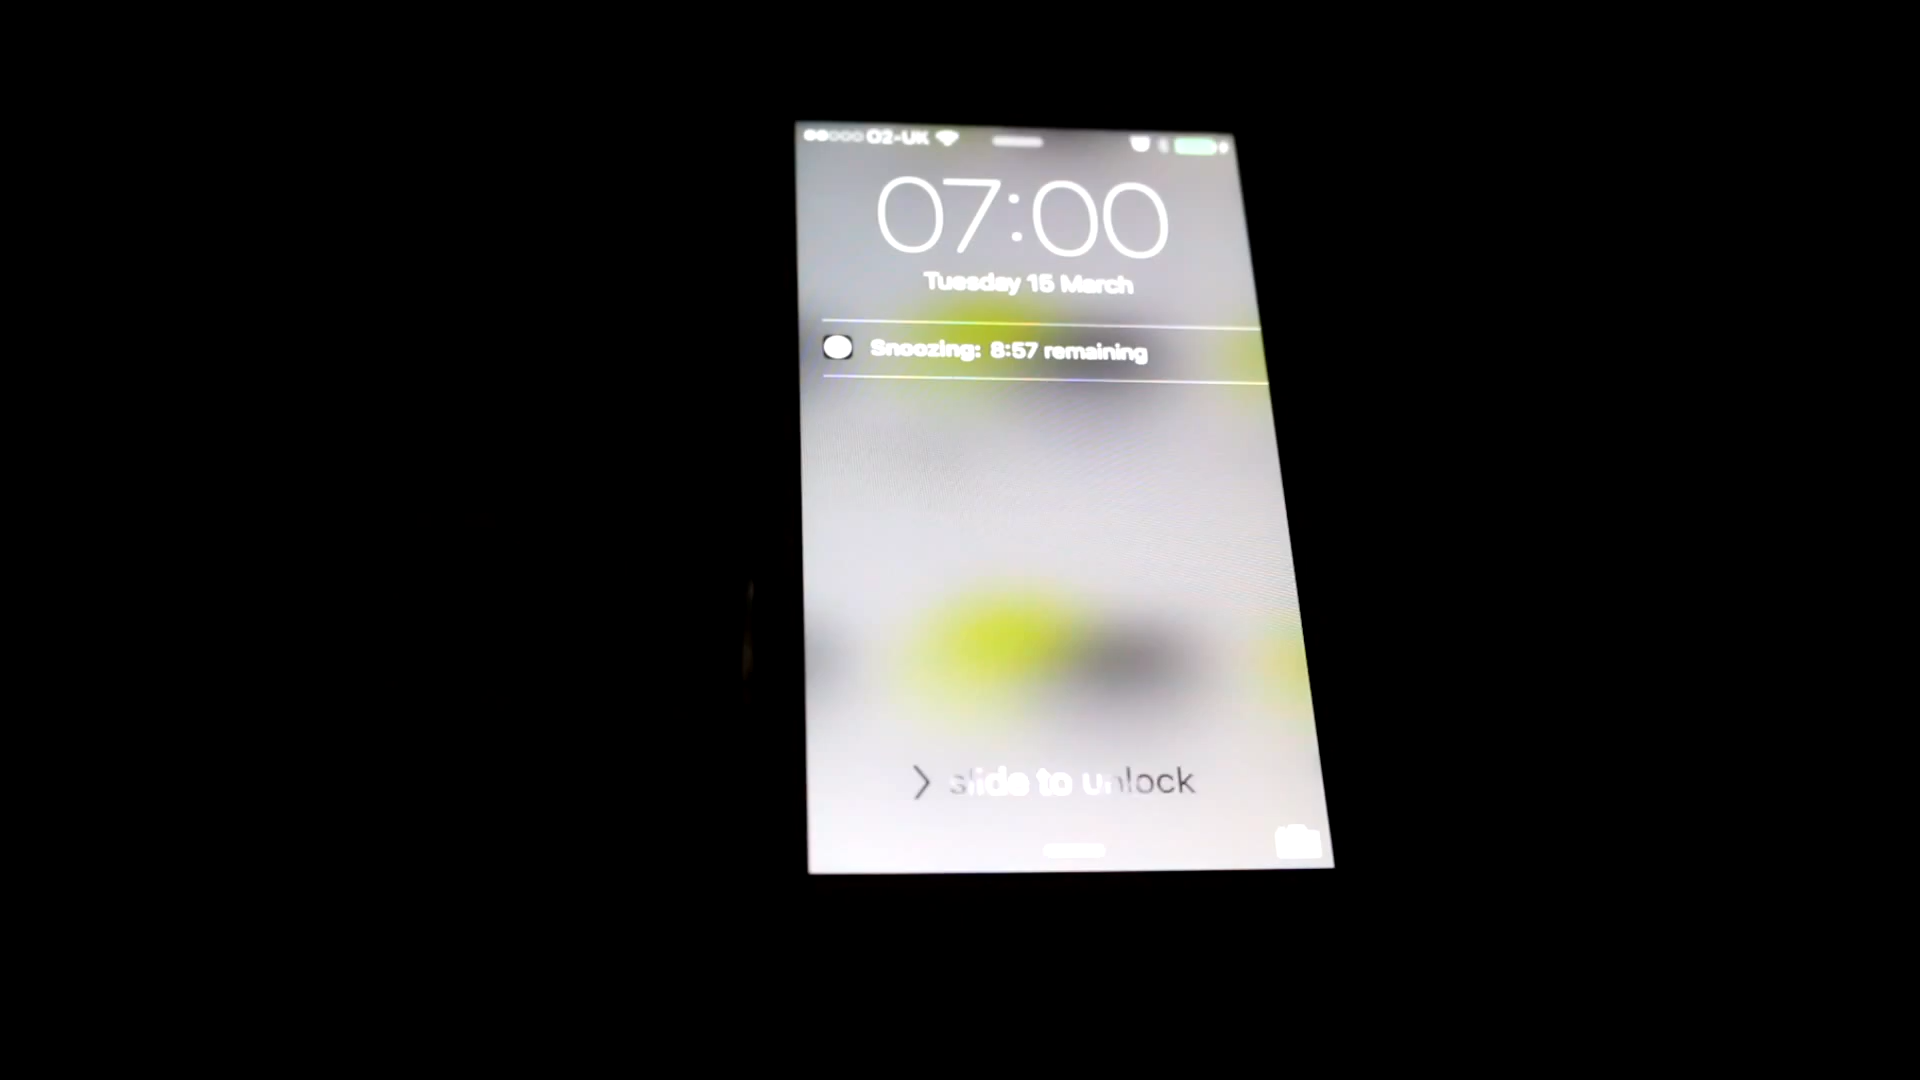 O2-UK
07:00
Tuesday 15 March
Snoozing: 8:57 remaining
> slide to unlock